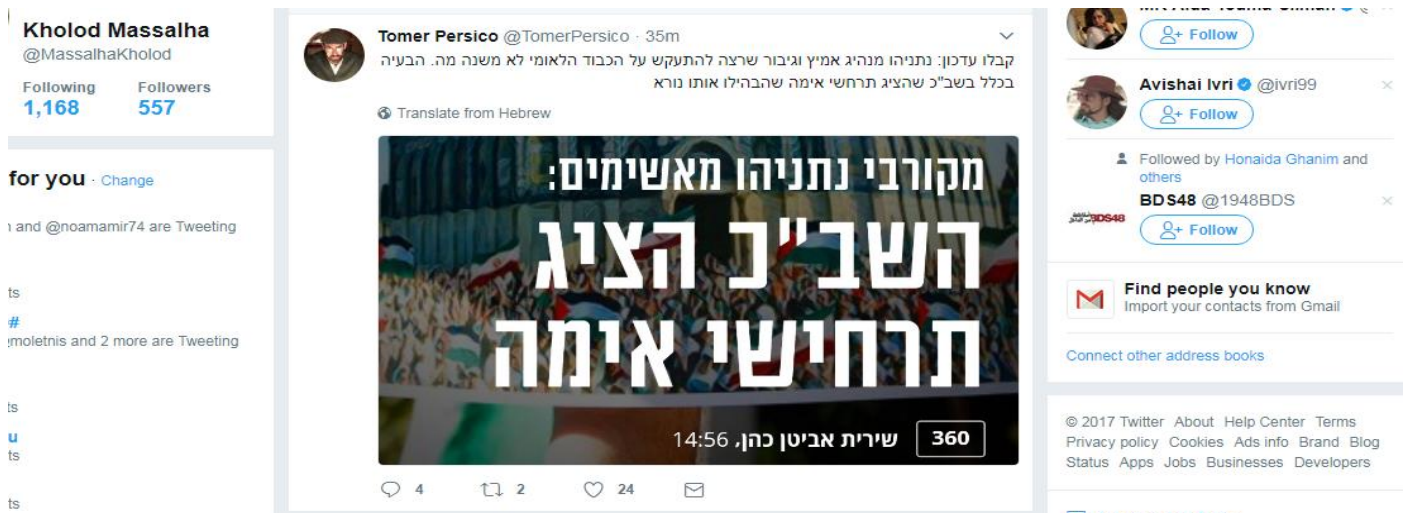 Kholod Massalha
@MassalhaKholod
Following Followers
1,168 557
for you · Change
and @noamamir74 are Tweeting
ts
#
moletnis and 2 more are Tweeting
ts
u
ts
ts
Tomer Persico @TomerPersico · 35m
קבלו עדכון: נתניהו מנהיג אמיץ וגיבור שרצה להתעקש על הכבוד הלאומי לא משנה מה. הבעיה
בכלל בשב"כ שהציג תרחשי אימה שהבהילו אותו נורא
Translate from Hebrew
מקורבי נתניהו מאשימים:
השב"כ הציג
תרחישי אימה
360 שירית אביטן כהן, 14:56
4 2 24
Follow
Avishai Ivri @ivri99
Follow
Followed by Honaida Ghanim and
others
BDS48 @1948BDS
BDS48
Follow
Find people you know
Import your contacts from Gmail
Connect other address books
© 2017 Twitter About Help Center Terms
Privacy policy Cookies Ads info Brand Blog
Status Apps Jobs Businesses Developers